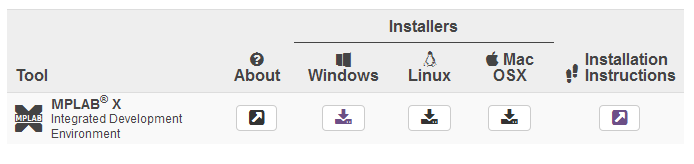 Installers
Tool
About
Windows
Linux
Mac
OSX
Installation
Instructions
MPLAB
MPLAB® X
Integrated Development
Environment